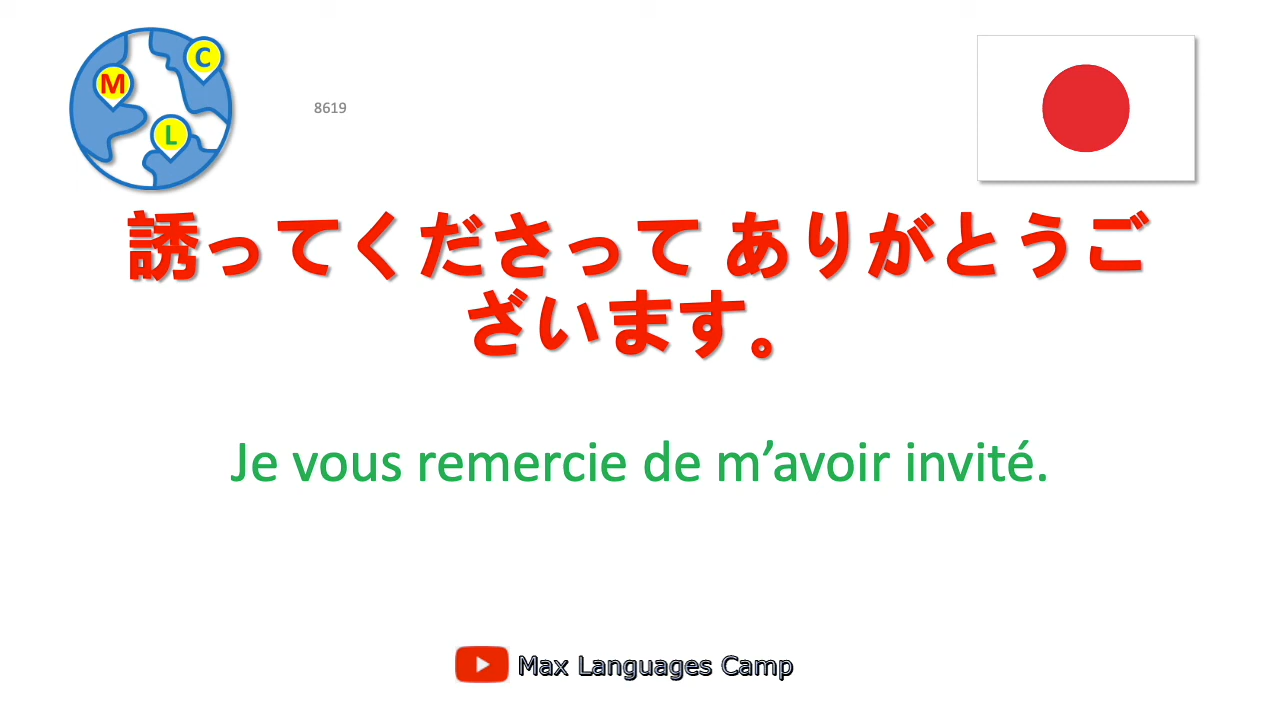 M
C
L
8619
誘ってくださって ありがとうご
ざいます。
Je vous remercie de m’avoir invité.
Max Languages Camp